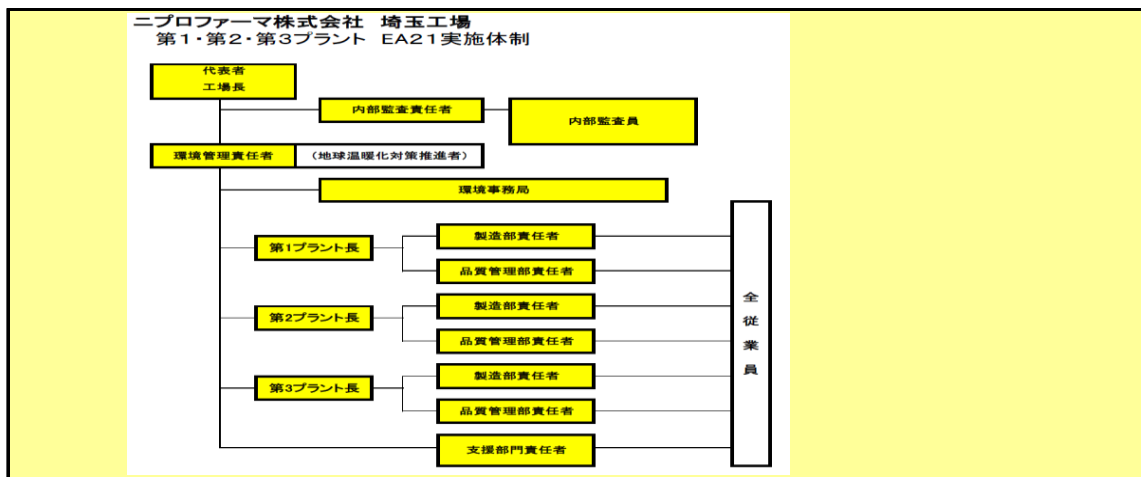 ニプロファーマ株式会社 埼玉工場
第1・第2・第3プラント EA21実施体制
代表者
工場長
内部監査責任者
内部監査員
環境管理責任者
（地球温暖化対策推進者）
環境事務局
第1プラント長
製造部責任者
品質管理部責任者
第2プラント長
製造部責任者
品質管理部責任者
第3プラント長
製造部責任者
品質管理部責任者
支援部門責任者
全従業員